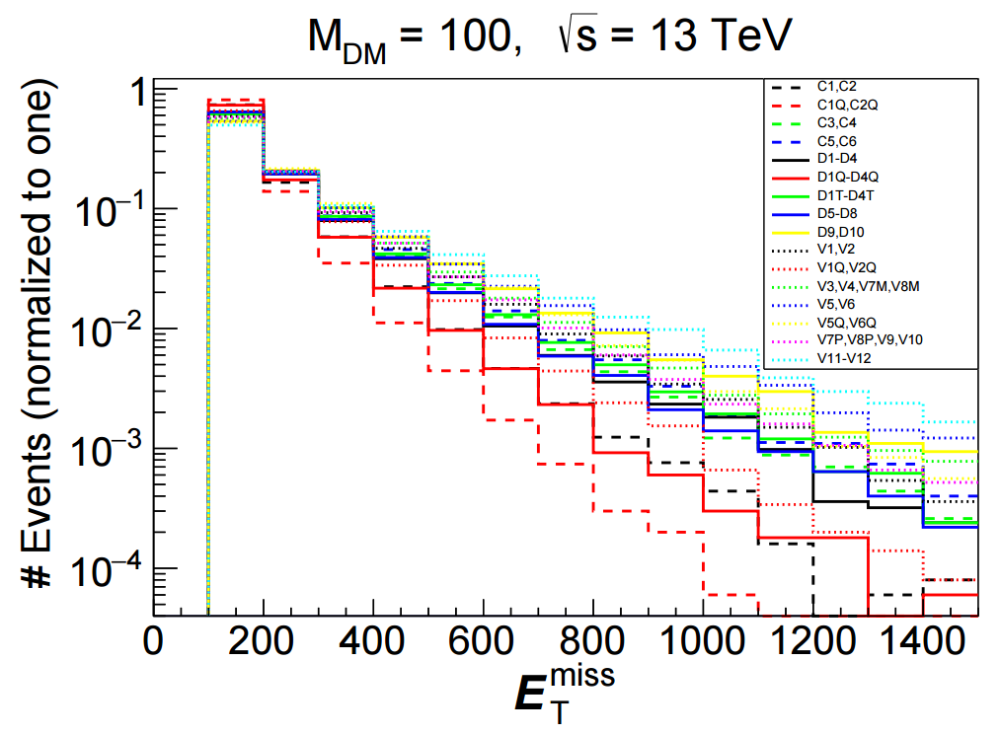 M_DM = 100, √s = 13 TeV
# Events (normalized to one)
1
10⁻¹
10⁻²
10⁻³
10⁻⁴
C1,C2
C1Q,C2Q
C3,C4
C5,C6
D1-D4
D1Q-D4Q
D1T-D4T
D5-D8
D9,D10
V1,V2
V1Q,V2Q
V3,V4,V7M,V8M
V5,V6
V5Q,V6Q
V7P,V8P,V9,V10
V11-V12
0 200 400 600 800 1000 1200 1400
E_T^miss